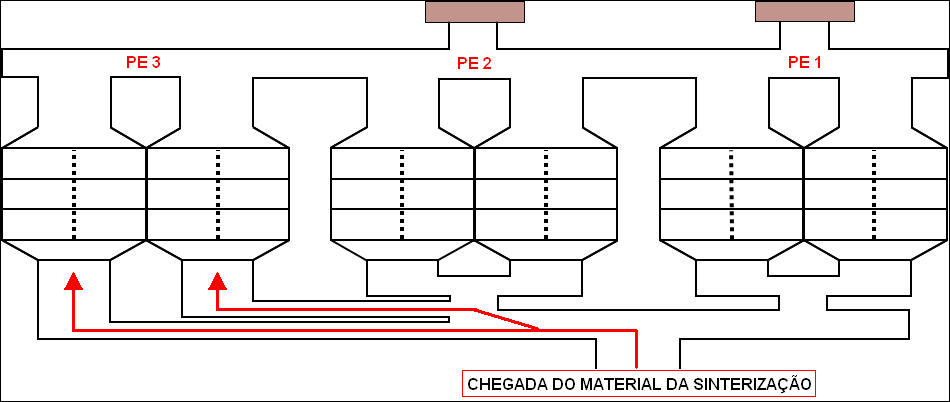 PE 3
PE 2
PE 1
CHEGADA DO MATERIAL DA SINTERIZAÇÃO